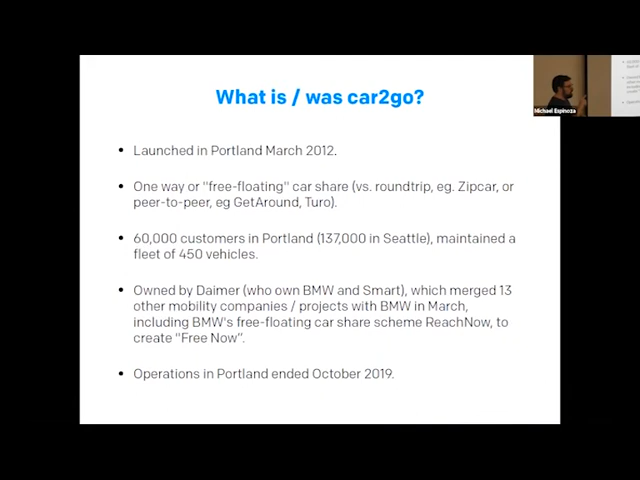 What is / was car2go?
Michael Espinoza
• Launched in Portland March 2012.
• One way or "free-floating" car share (vs. roundtrip, eg. Zipcar, or
peer-to-peer, eg GetAround, Turo).
• 60,000 customers in Portland (137,000 in Seattle), maintained a
fleet of 450 vehicles.
• Owned by Daimer (who own BMW and Smart), which merged 13
other mobility companies / projects with BMW in March,
including BMW's free-floating car share scheme ReachNow, to
create "Free Now".
• Operations in Portland ended October 2019.